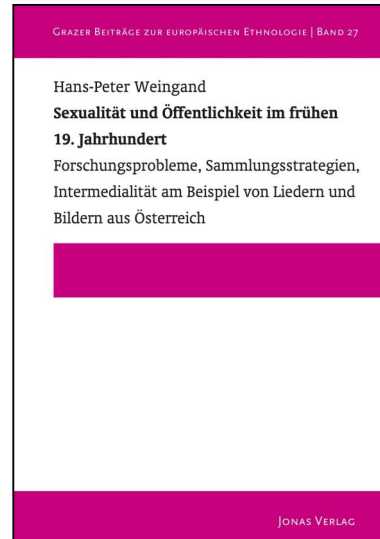 Grazer Beiträge zur europäischen Ethnologie | Band 27
Hans-Peter Weingand
Sexualität und Öffentlichkeit im frühen
19. Jahrhundert
Forschungsprobleme, Sammlungsstrategien,
Intermedialität am Beispiel von Liedern und
Bildern aus Österreich
Jonas Verlag